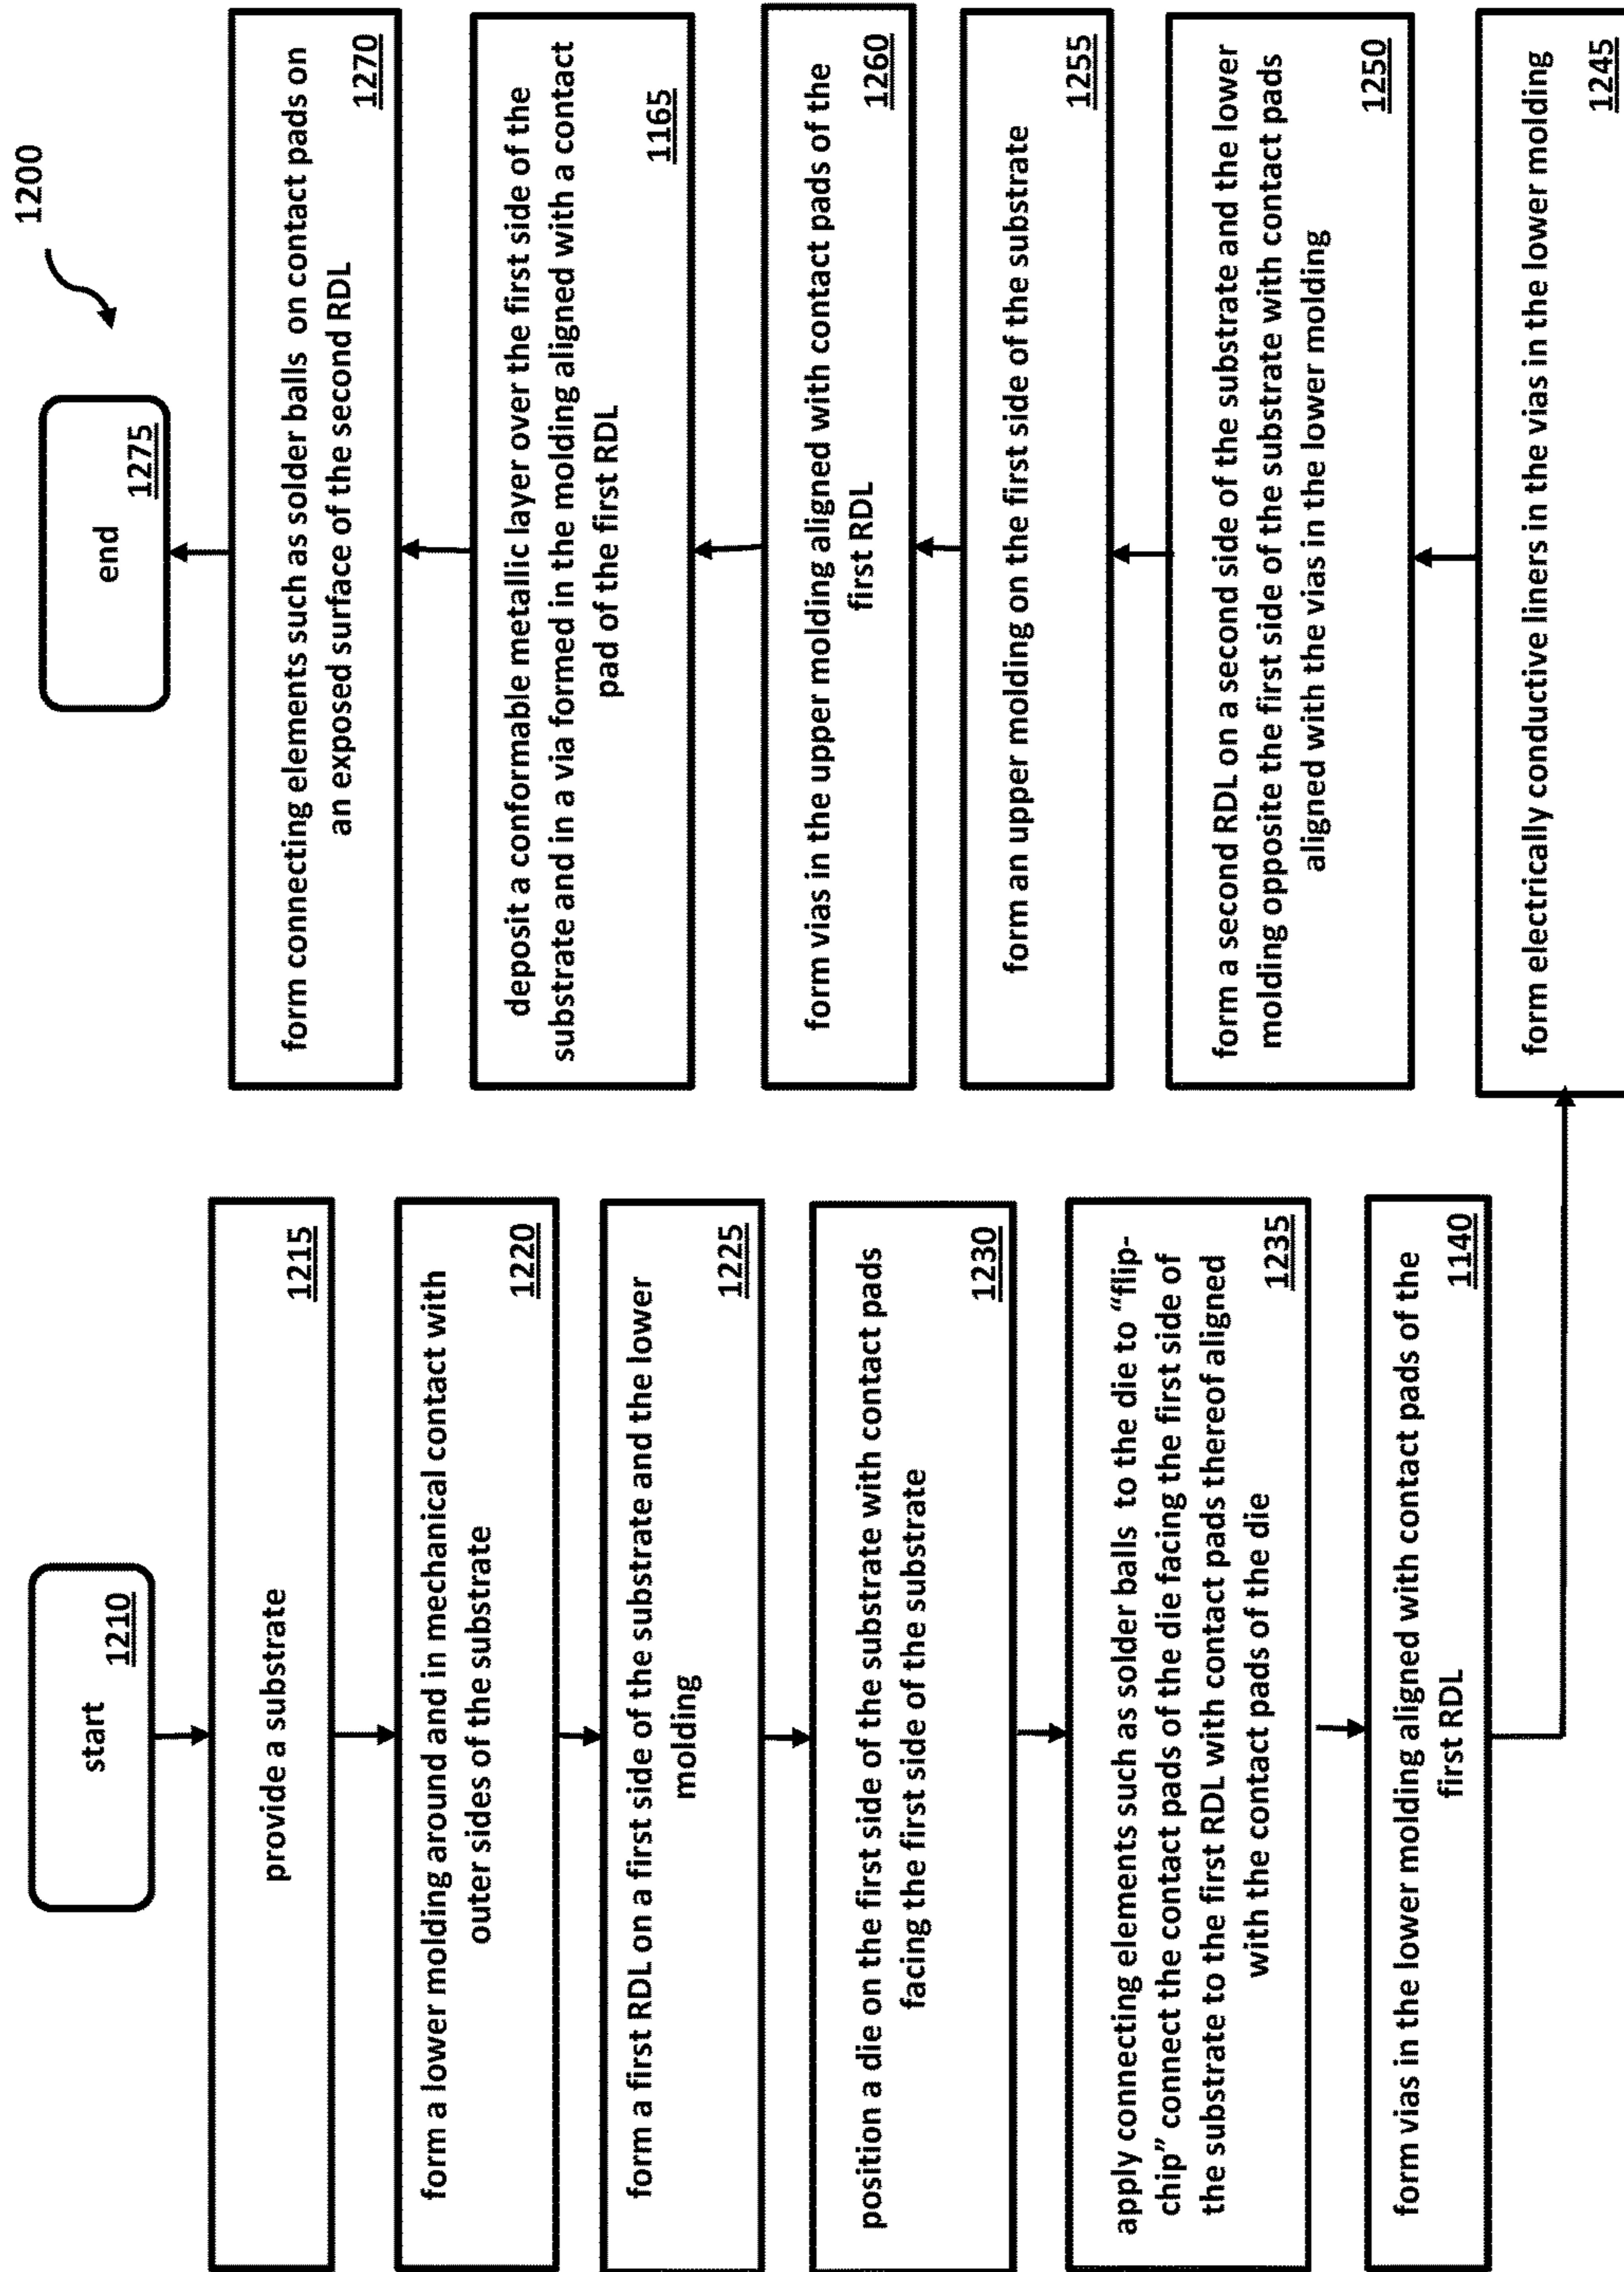 1200
start
1210
provide a substrate
1215
form a lower molding around and in mechanical contact with
outer sides of the substrate
1220
form a first RDL on a first side of the substrate and the lower
molding
1225
position a die on the first side of the substrate with contact pads
facing the first side of the substrate
1230
apply connecting elements such as solder balls to the die to “flip-
chip” connect the contact pads of the die facing the first side of
the substrate to the first RDL with contact pads thereof aligned
with the contact pads of the die
1235
form vias in the lower molding aligned with contact pads of the
first RDL
1140
form electrically conductive liners in the vias in the lower molding
1245
form a second RDL on a second side of the substrate and the lower
molding opposite the first side of the substrate with contact pads
aligned with the vias in the lower molding
1250
form an upper molding on the first side of the substrate
1255
form vias in the upper molding aligned with contact pads of the
first RDL
1260
deposit a conformable metallic layer over the first side of the
substrate and in a via formed in the molding aligned with a contact
pad of the first RDL
1165
form connecting elements such as solder balls on contact pads on
an exposed surface of the second RDL
1270
end
1275